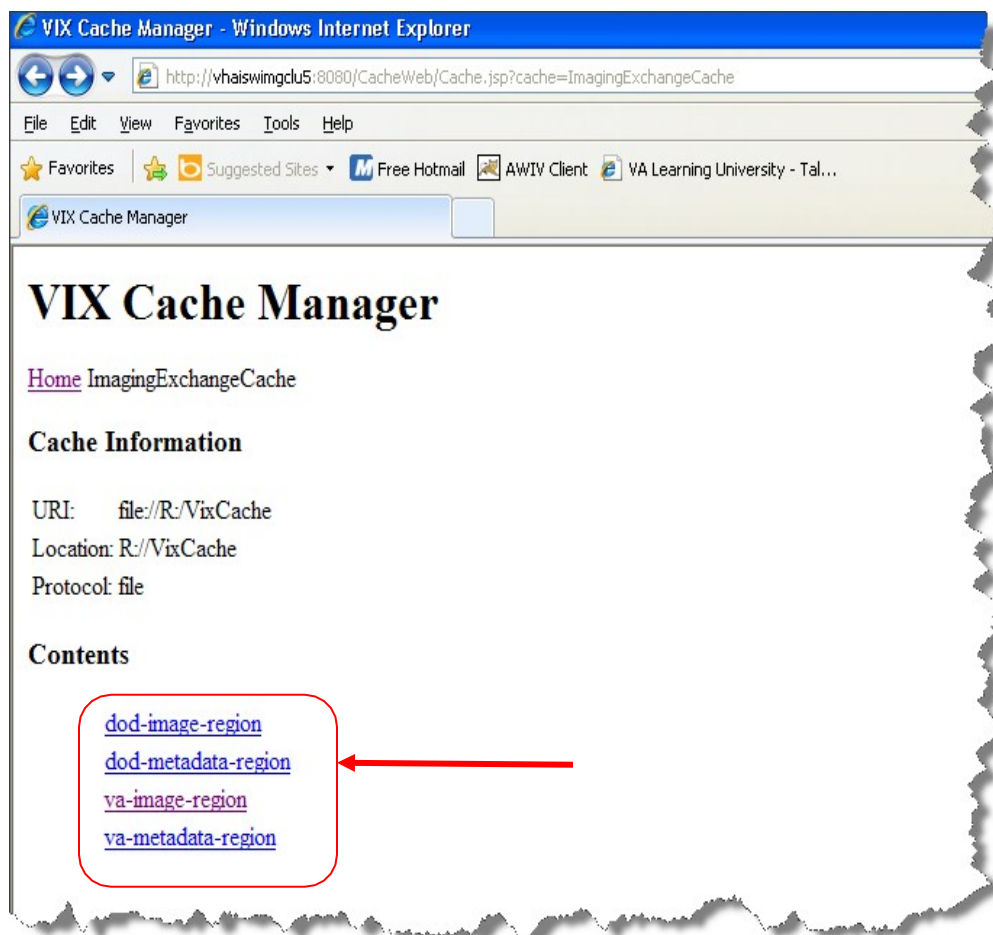 VIX Cache Manager - Windows Internet Explorer
http://vhaiswimgclu5:8080/CacheWeb/Cache.jsp?cache=ImagingExchangeCache
File Edit View Favorites Tools Help
Favorites Suggested Sites Free Hotmail AWIV Client VA Learning University - Tal...
VIX Cache Manager
VIX Cache Manager
Home ImagingExchangeCache
Cache Information
URI: file://R:/VixCache
Location: R://VixCache
Protocol: file
Contents
dod-image-region
dod-metadata-region
va-image-region
va-metadata-region